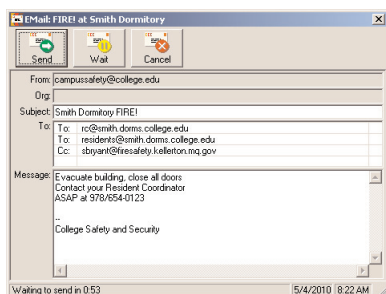 EMail: FIRE! at Smith Dormitory
Send Wait Cancel
From: campussafety@college.edu
Org:
Subject: Smith Dormitory FIRE!
To: To: rc@smith.dorms.college.edu
To: residents@smith.dorms.college.edu
Cc: sbryant@firesafety.kellerton.mq.gov
Message: Evacuate building, close all doors
Contact your Resident Coordinator
ASAP at 978/654-0123
--
College Safety and Security
Waiting to send in 0:53 5/4/2010 8:22 AM